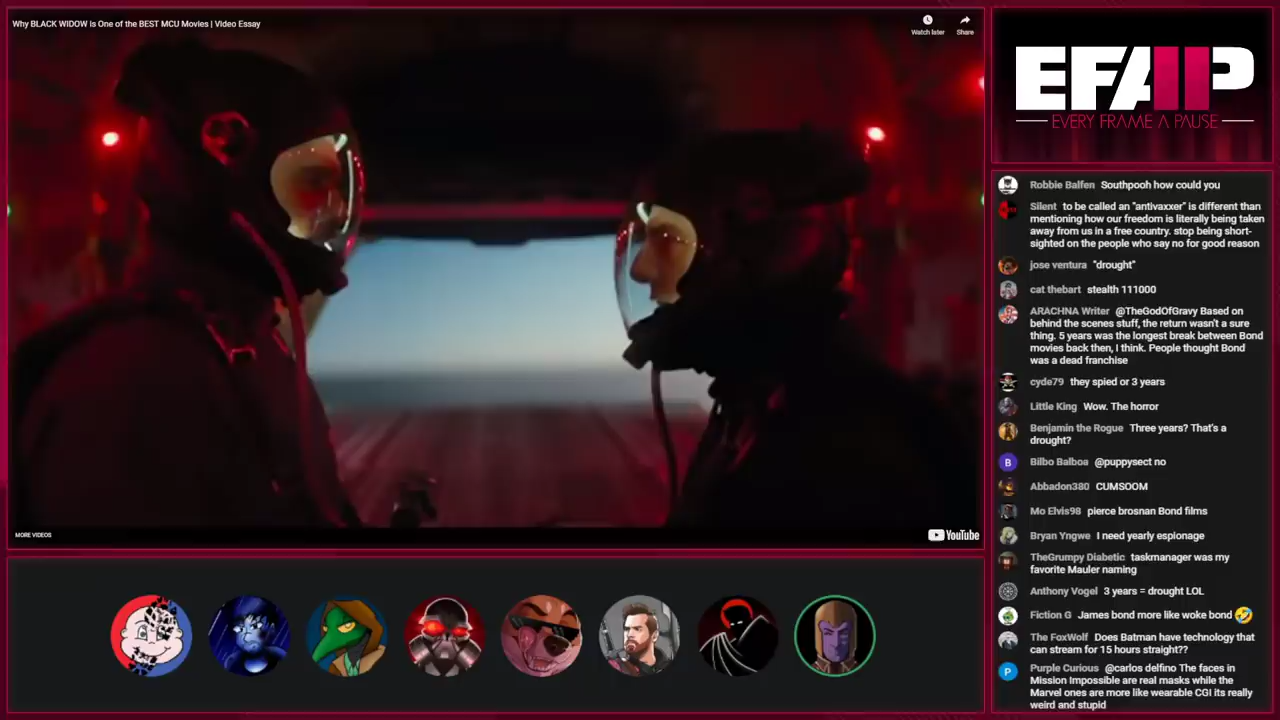 Why BLACK WIDOW is One of the BEST MCU Movies | Video Essay
Watch later
Share
MORE VIDEOS
YouTube
EFAP
EVERY FRAME A PAUSE
Robbie Balfen Southpooh how could you
Silent to be called an "antivaxxer" is different than
mentioning how our freedom is literally being taken
away from us in a free country. stop being short-
sighted on the people who say no for good reason
jose ventura "drought"
cat thebart stealth 111000
ARACHNA Writer @TheGodOfGravy Based on
behind the scenes stuff, the return wasn't a sure
thing. 5 years was the longest break between Bond
movies back then, I think. People thought Bond
was a dead franchise
cyde79 they spied or 3 years
Little King Wow. The horror
Benjamin the Rogue Three years? That's a
drought?
B
Bilbo Balboa @puppysect no
Abbadon380 CUMSOOM
Mo Elvis98 pierce brosnan Bond films
Bryan Yngwe I need yearly espionage
TheGrumpy Diabetic taskmanager was my
favorite Mauler naming
Anthony Vogel 3 years = drought LOL
Fiction G James bond more like woke bond 🤣
The FoxWolf Does Batman have technology that
can stream for 15 hours straight??
P
Purple Curious @carlos delfino The faces in
Mission Impossible are real masks while the
Marvel ones are more like wearable CGI its really
weird and stupid